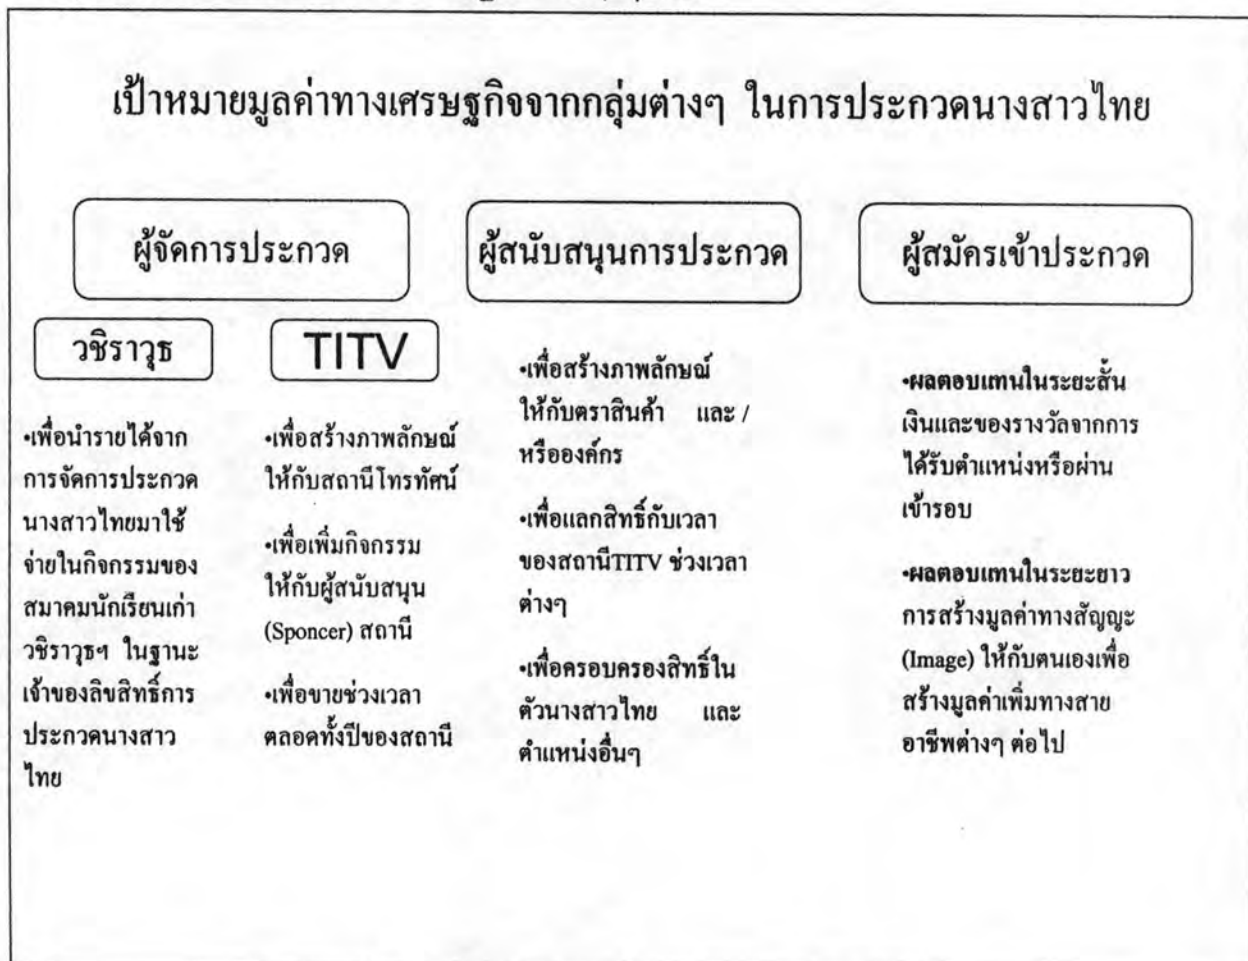 เป้าหมายมูลค่าทางเศรษฐกิจจากกลุ่มต่างๆ ในการประกวดนางสาวไทย
ผู้จัดการประกวด
วชิราวุธ
•เพื่อนำรายได้จาก
การจัดการประกวด
นางสาวไทยมาใช้
จ่ายในกิจกรรมของ
สมาคมนักเรียนเก่า
วชิราวุธฯ ในฐานะ
เจ้าของลิขสิทธิ์การ
ประกวดนางสาว
ไทย
TITV
•เพื่อสร้างภาพลักษณ์
ให้กับสถานีโทรทัศน์
•เพื่อเพิ่มกิจกรรม
ให้กับผู้สนับสนุน
(Sponcer) สถานี
•เพื่อขายช่วงเวลา
ตลอดทั้งปีของสถานี
ผู้สนับสนุนการประกวด
•เพื่อสร้างภาพลักษณ์
ให้กับตราสินค้า และ /
หรือองค์กร
•เพื่อแลกสิทธิ์กับเวลา
ของสถานีTITV ช่วงเวลา
ต่างๆ
•เพื่อครอบครองสิทธิ์ใน
ตัวนางสาวไทย และ
ตำแหน่งอื่นๆ
ผู้สมัครเข้าประกวด
•ผลตอบแทนในระยะสั้น
เงินและของรางวัลจากการ
ได้รับตำแหน่งหรือผ่าน
เข้ารอบ
•ผลตอบแทนในระยะยาว
การสร้างมูลค่าทางสัญญะ
(Image) ให้กับตนเองเพื่อ
สร้างมูลค่าเพิ่มทางสาย
อาชีพต่างๆ ต่อไป